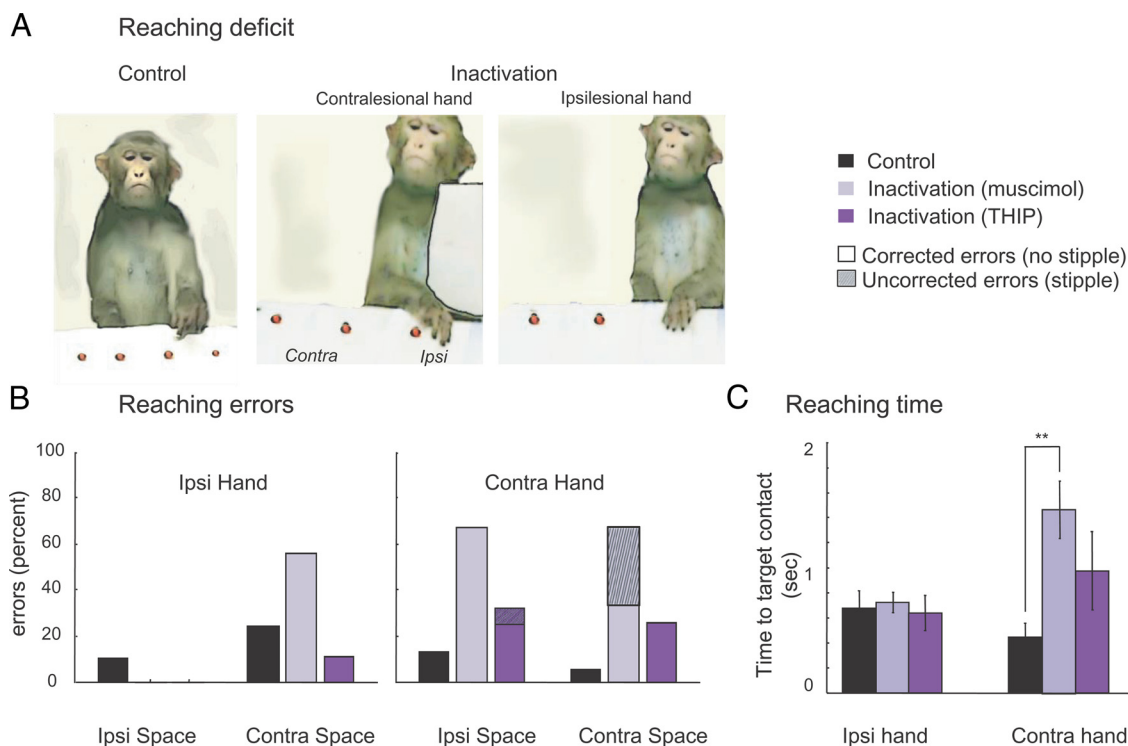 A
Reaching deficit
Control
Inactivation
Contralesional hand
Ipsilesional hand
Contra
Ipsi
Control
Inactivation (muscimol)
Inactivation (THIP)
Corrected errors (no stipple)
Uncorrected errors (stipple)
B
Reaching errors
errors (percent)
100
80
60
40
20
0
Ipsi Hand
Contra Hand
Ipsi Space
Contra Space
Ipsi Space
Contra Space
C
Reaching time
Time to target contact
(sec)
2
1
0
**
Ipsi hand
Contra hand